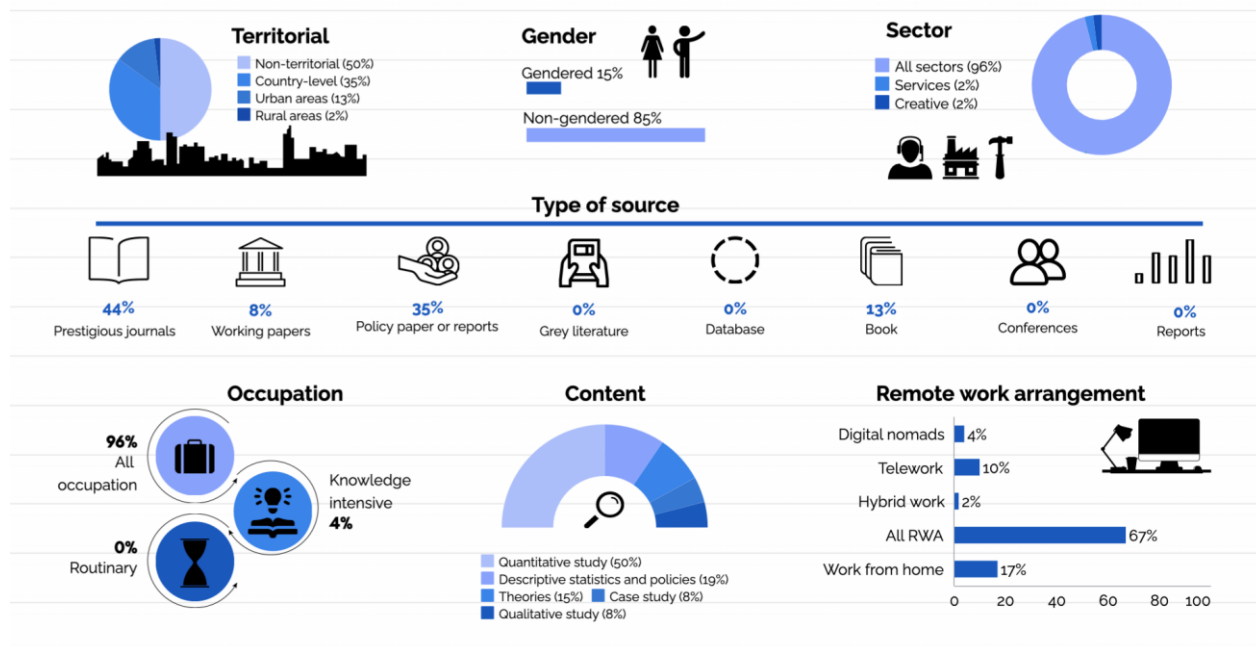 Territorial
Non-territorial (50%)
Country-level (35%)
Urban areas (13%)
Rural areas (2%)
Gender
Gendered 15%
Non-gendered 85%
Sector
All sectors (96%)
Services (2%)
Creative (2%)
Type of source
44%
Prestigious journals
8%
Working papers
35%
Policy paper or reports
0%
Grey literature
0%
Database
13%
Book
0%
Conferences
0%
Reports
Occupation
96%
All
occupation
Knowledge
intensive
4%
0%
Routinary
Content
Quantitative study (50%)
Descriptive statistics and policies (19%)
Theories (15%) Case study (8%)
Qualitative study (8%)
Remote work arrangement
Digital nomads 4%
Telework 10%
Hybrid work 2%
All RWA 67%
Work from home 17%
0 20 40 60 80 100